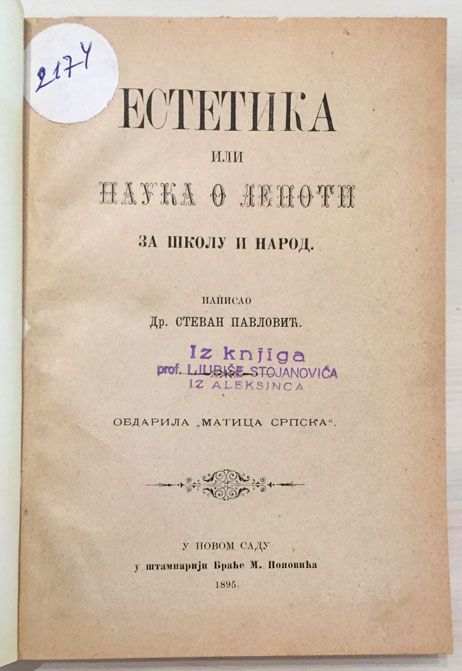 2174
ЕСТЕТИКА
ИЛИ
НАУКА О ЛЕПОТИ
ЗА ШКОЛУ И НАРОД.
НАПИСАО
Др. СТЕВАН ПАВЛОВИЋ.
Iz knjiga
prof. LJUBIŠE STOJANOVIĆA
IZ ALEKSINCA
ОБДАРИЛА „МАТИЦА СРПСКА“.
У НОВОМ САДУ
у штампарији Браће М. Поповића
1895.